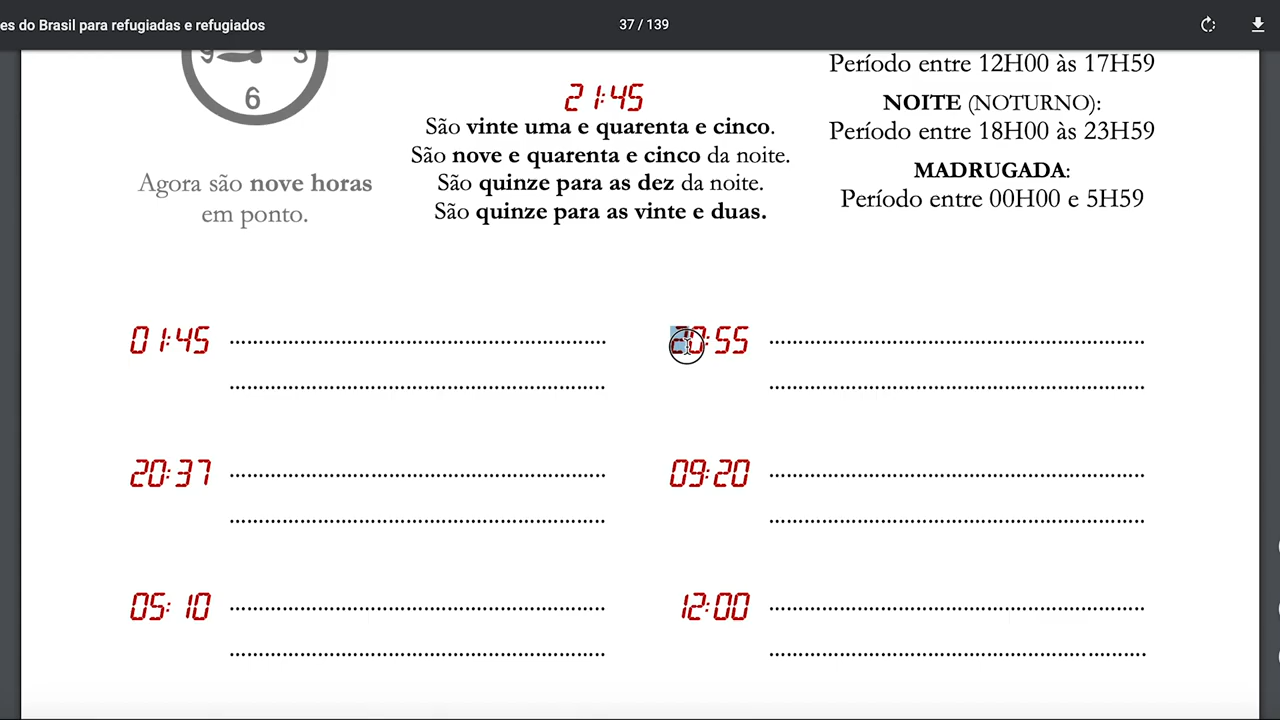 es do Brasil para refugiadas e refugiados
37 / 139
9 3
6
Agora são nove horas
em ponto.
21:45
São vinte uma e quarenta e cinco.
São nove e quarenta e cinco da noite.
São quinze para as dez da noite.
São quinze para as vinte e duas.
Período entre 12H00 às 17H59
NOITE (NOTURNO):
Período entre 18H00 às 23H59
MADRUGADA:
Período entre 00H00 e 5H59
01:45
20:55
20:37
09:20
05:10
12:00